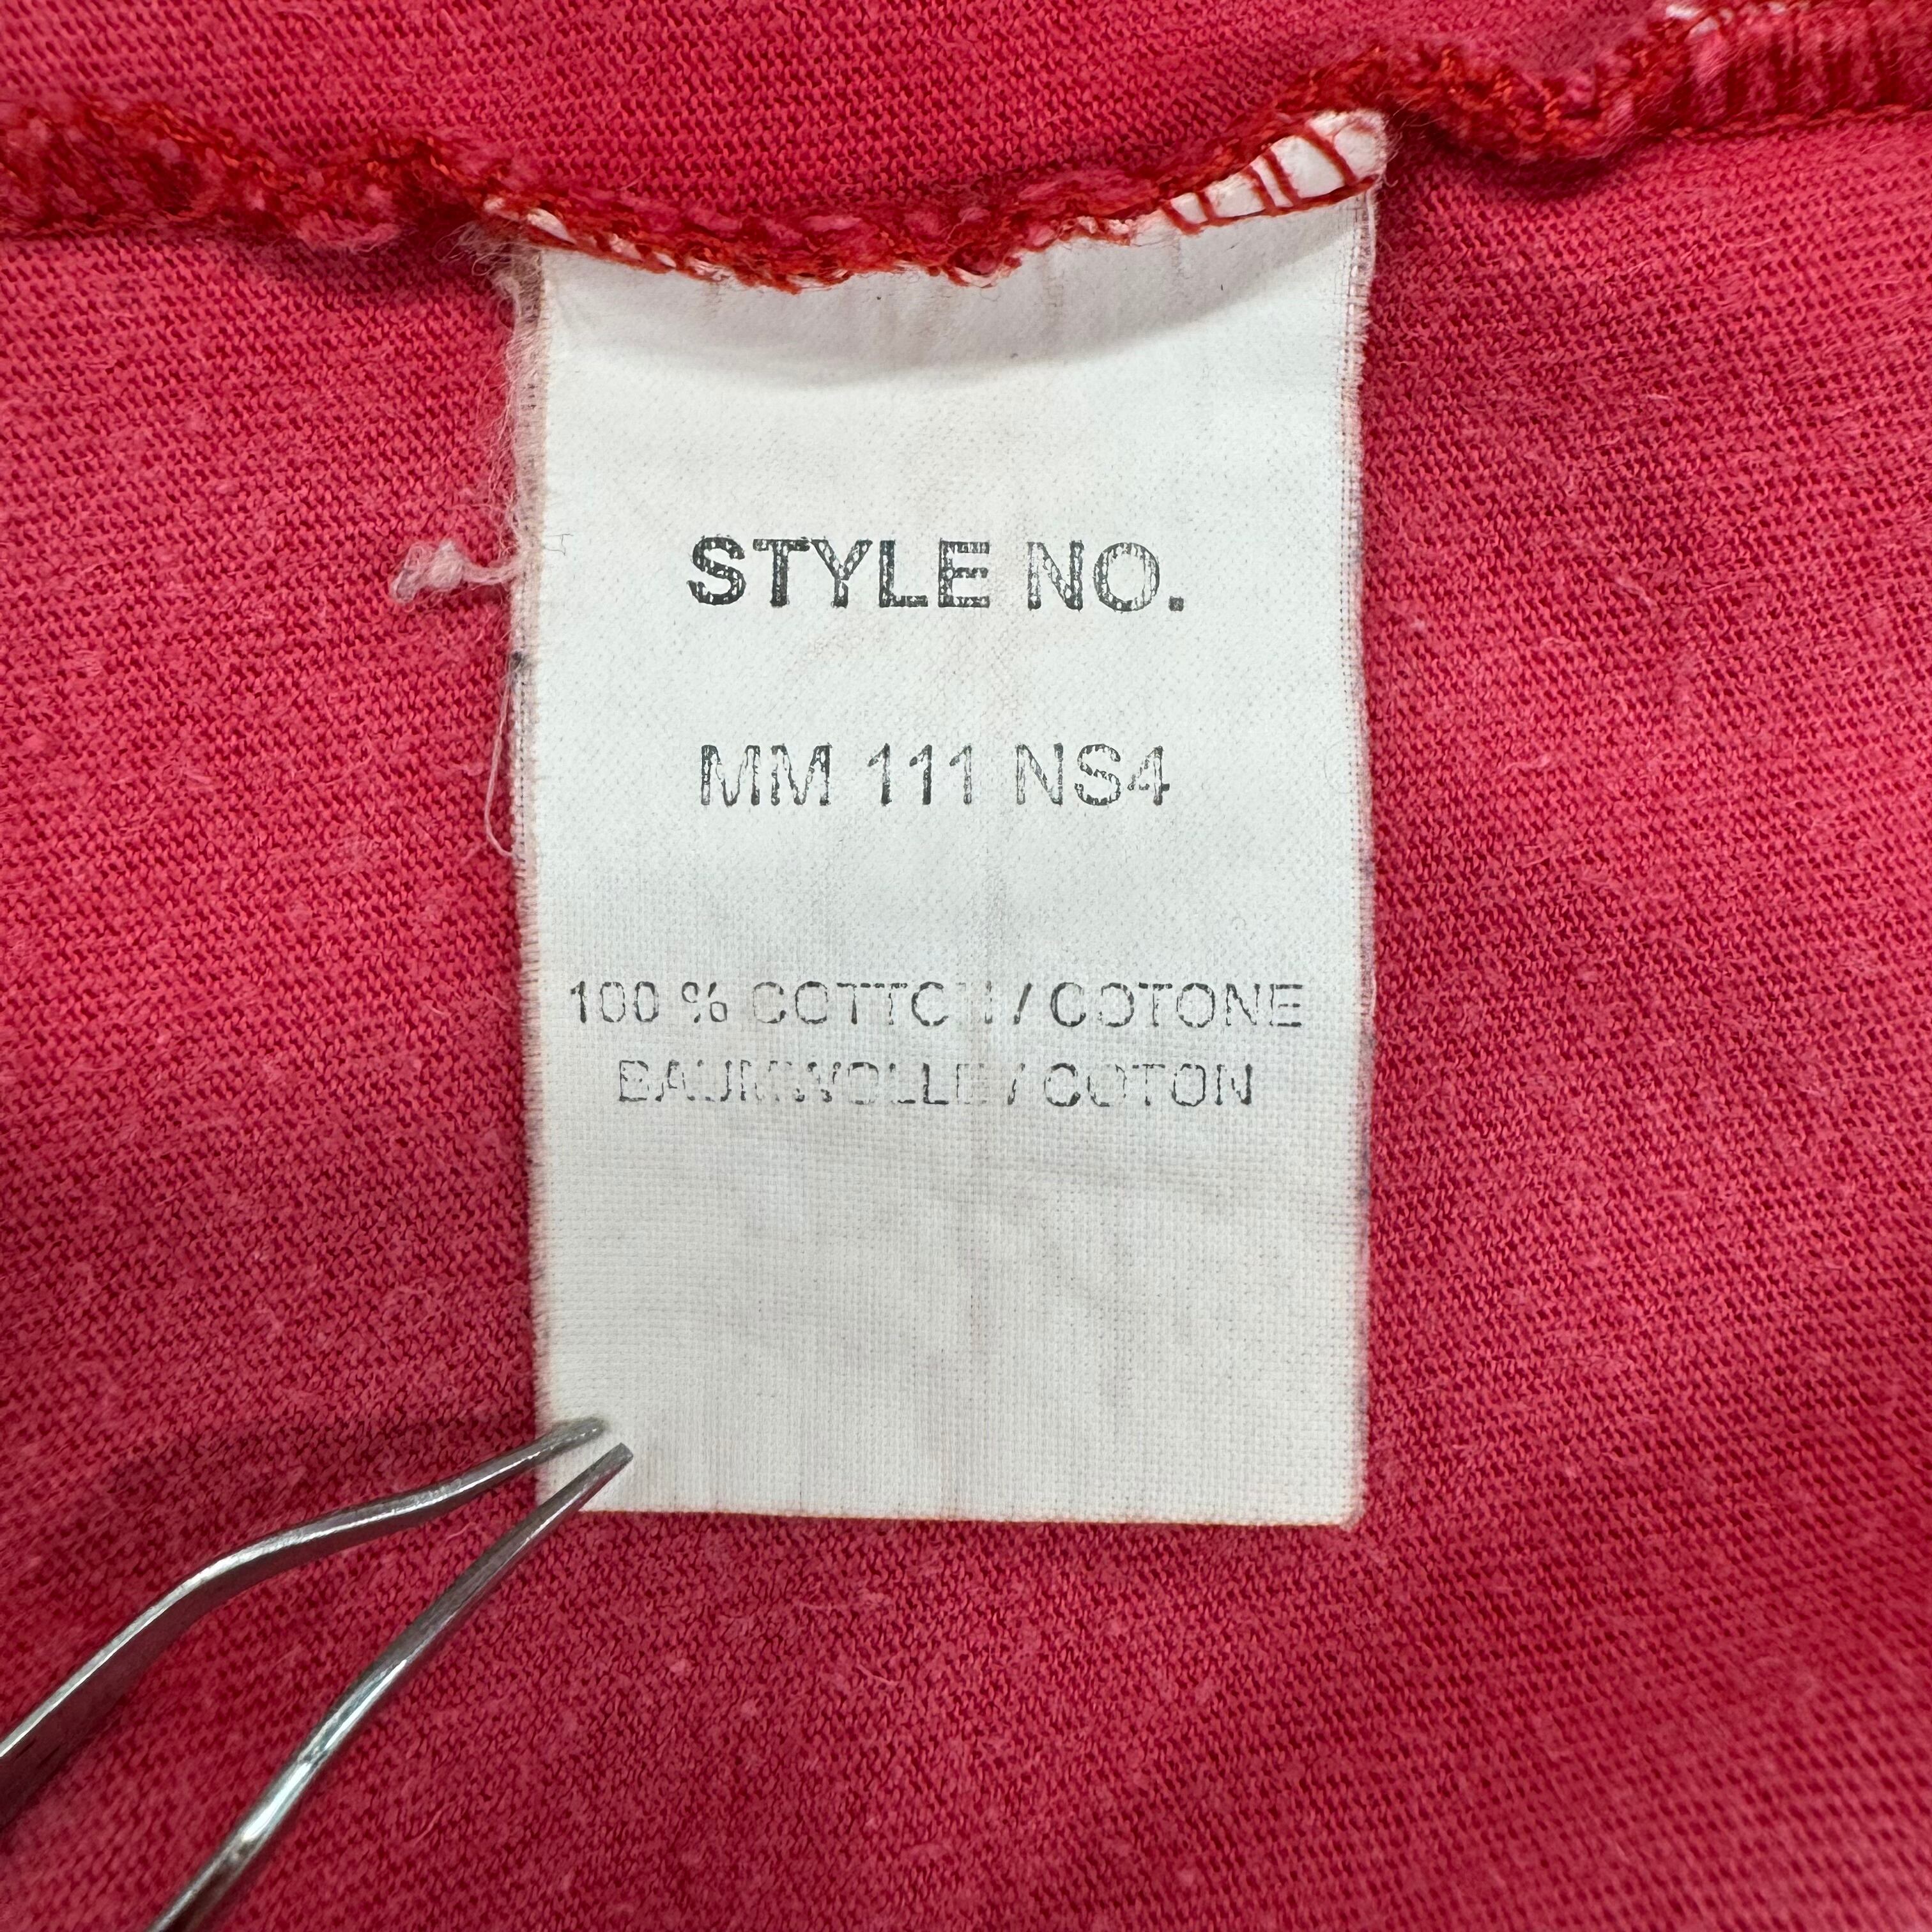 STYLE NO.
MM 111 NS4
100 % COTTON / COTONE
BAUMWOLLE / COTON